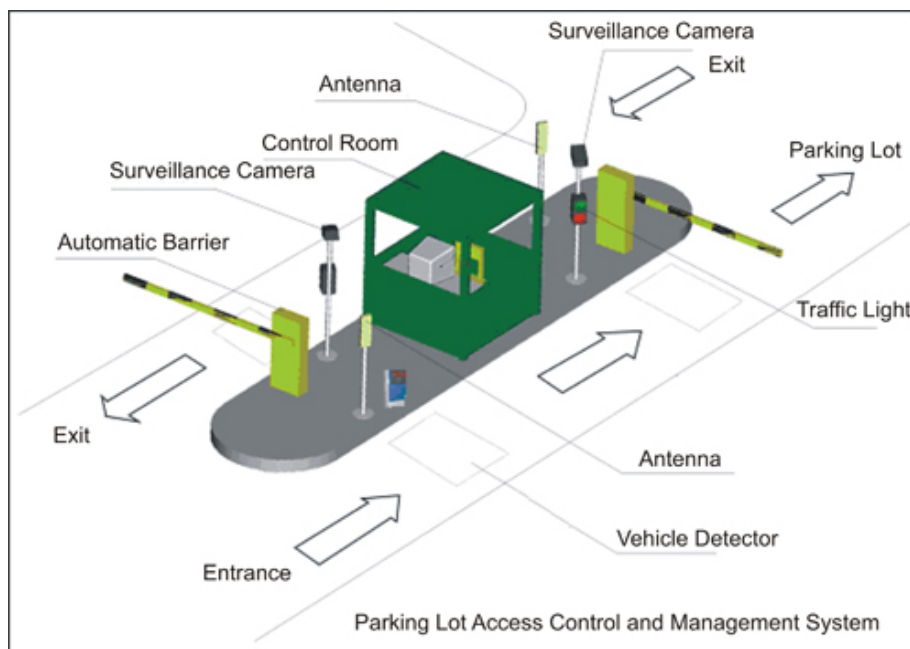 Surveillance Camera
Exit
Antenna
Control Room
Parking Lot
Surveillance Camera
Automatic Barrier
Traffic Light
Exit
Antenna
Vehicle Detector
Entrance
Parking Lot Access Control and Management System